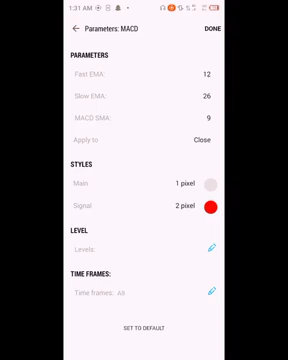 1:31 AM
Parameters: MACD DONE
PARAMETERS
Fast EMA: 12
Slow EMA: 26
MACD SMA: 9
Apply to Close
STYLES
Main 1 pixel
Signal 2 pixel
LEVEL
Levels:
TIME FRAMES:
Time frames: All
SET TO DEFAULT